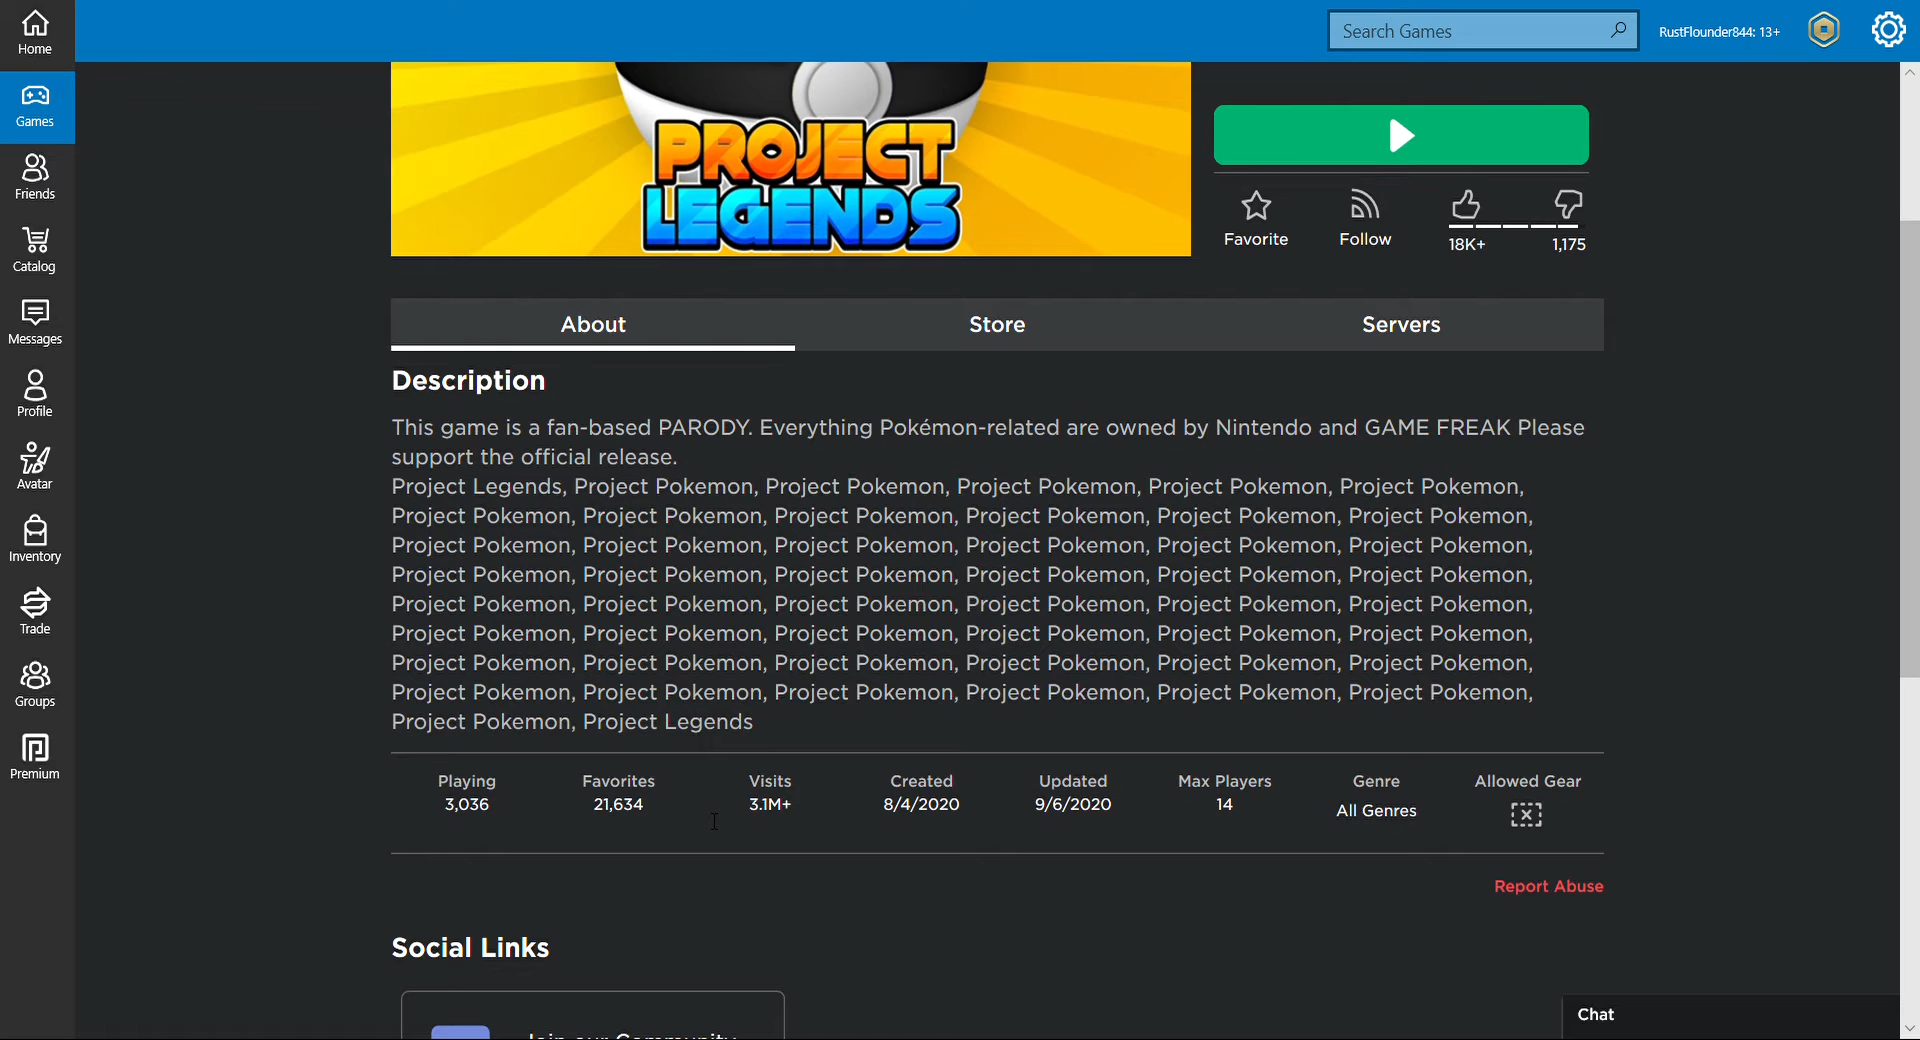 Home
Games
Friends
Catalog
Messages
Profile
Avatar
Inventory
Trade
Groups
Premium
Search Games
RustFlounder844: 13+
PROJECT
LEGENDS
Favorite
Follow
18K+
1,175
About
Store
Servers
Description
This game is a fan-based PARODY. Everything Pokémon-related are owned by Nintendo and GAME FREAK Please
support the official release.
Project Legends, Project Pokemon, Project Pokemon, Project Pokemon, Project Pokemon, Project Pokemon,
Project Pokemon, Project Pokemon, Project Pokemon, Project Pokemon, Project Pokemon, Project Pokemon,
Project Pokemon, Project Pokemon, Project Pokemon, Project Pokemon, Project Pokemon, Project Pokemon,
Project Pokemon, Project Pokemon, Project Pokemon, Project Pokemon, Project Pokemon, Project Pokemon,
Project Pokemon, Project Pokemon, Project Pokemon, Project Pokemon, Project Pokemon, Project Pokemon,
Project Pokemon, Project Pokemon, Project Pokemon, Project Pokemon, Project Pokemon, Project Pokemon,
Project Pokemon, Project Pokemon, Project Pokemon, Project Pokemon, Project Pokemon, Project Pokemon,
Project Pokemon, Project Pokemon, Project Pokemon, Project Pokemon, Project Pokemon, Project Pokemon,
Project Pokemon, Project Legends
Playing
3,036
Favorites
21,634
Visits
3.1M+
Created
8/4/2020
Updated
9/6/2020
Max Players
14
Genre
All Genres
Allowed Gear
Report Abuse
Social Links
Join our Community
Chat